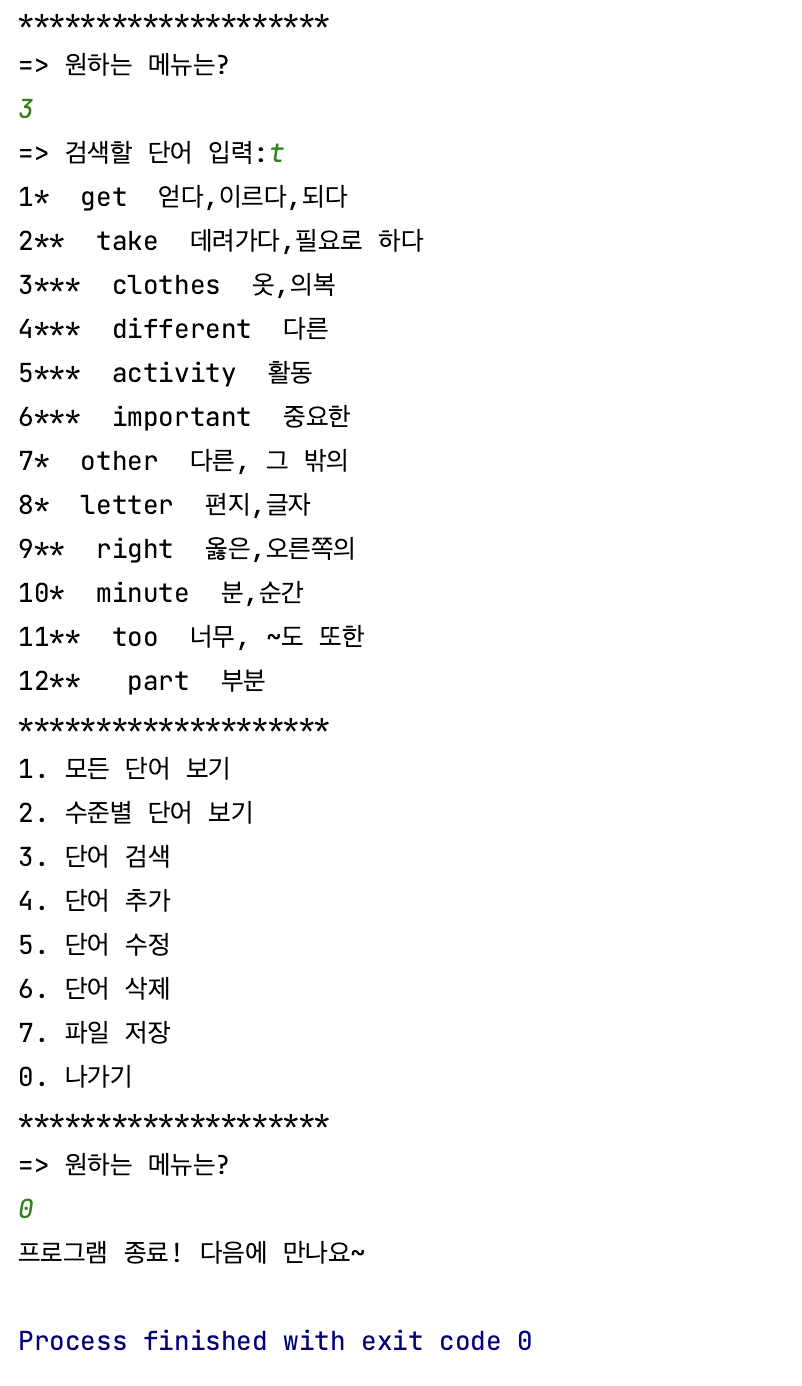 ********************
=> 원하는 메뉴는?
3
=> 검색할 단어 입력:t
1*  get  얻다,이르다,되다
2**  take  데려가다,필요로 하다
3***  clothes  옷,의복
4***  different  다른
5***  activity  활동
6***  important  중요한
7*  other  다른, 그 밖의
8*  letter  편지,글자
9**  right  옳은,오른쪽의
10*  minute  분,순간
11**  too  너무, ~도 또한
12**   part  부분
********************
1. 모든 단어 보기
2. 수준별 단어 보기
3. 단어 검색
4. 단어 추가
5. 단어 수정
6. 단어 삭제
7. 파일 저장
0. 나가기
********************
=> 원하는 메뉴는?
0
프로그램 종료! 다음에 만나요~
Process finished with exit code 0